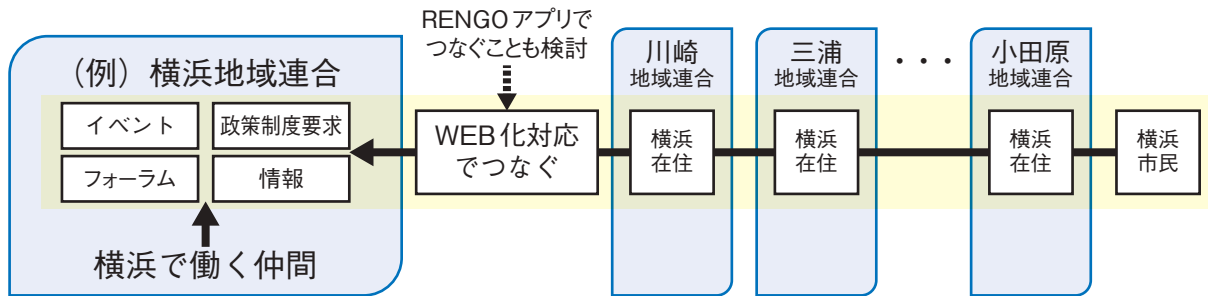 RENGOアプリで
つなぐことも検討
(例)横浜地域連合
イベント
政策制度要求
フォーラム
情報
横浜で働く仲間
WEB化対応
でつなぐ
川崎
地域連合
横浜
在住
三浦
地域連合
横浜
在住
・・・
小田原
地域連合
横浜
在住
横浜
市民